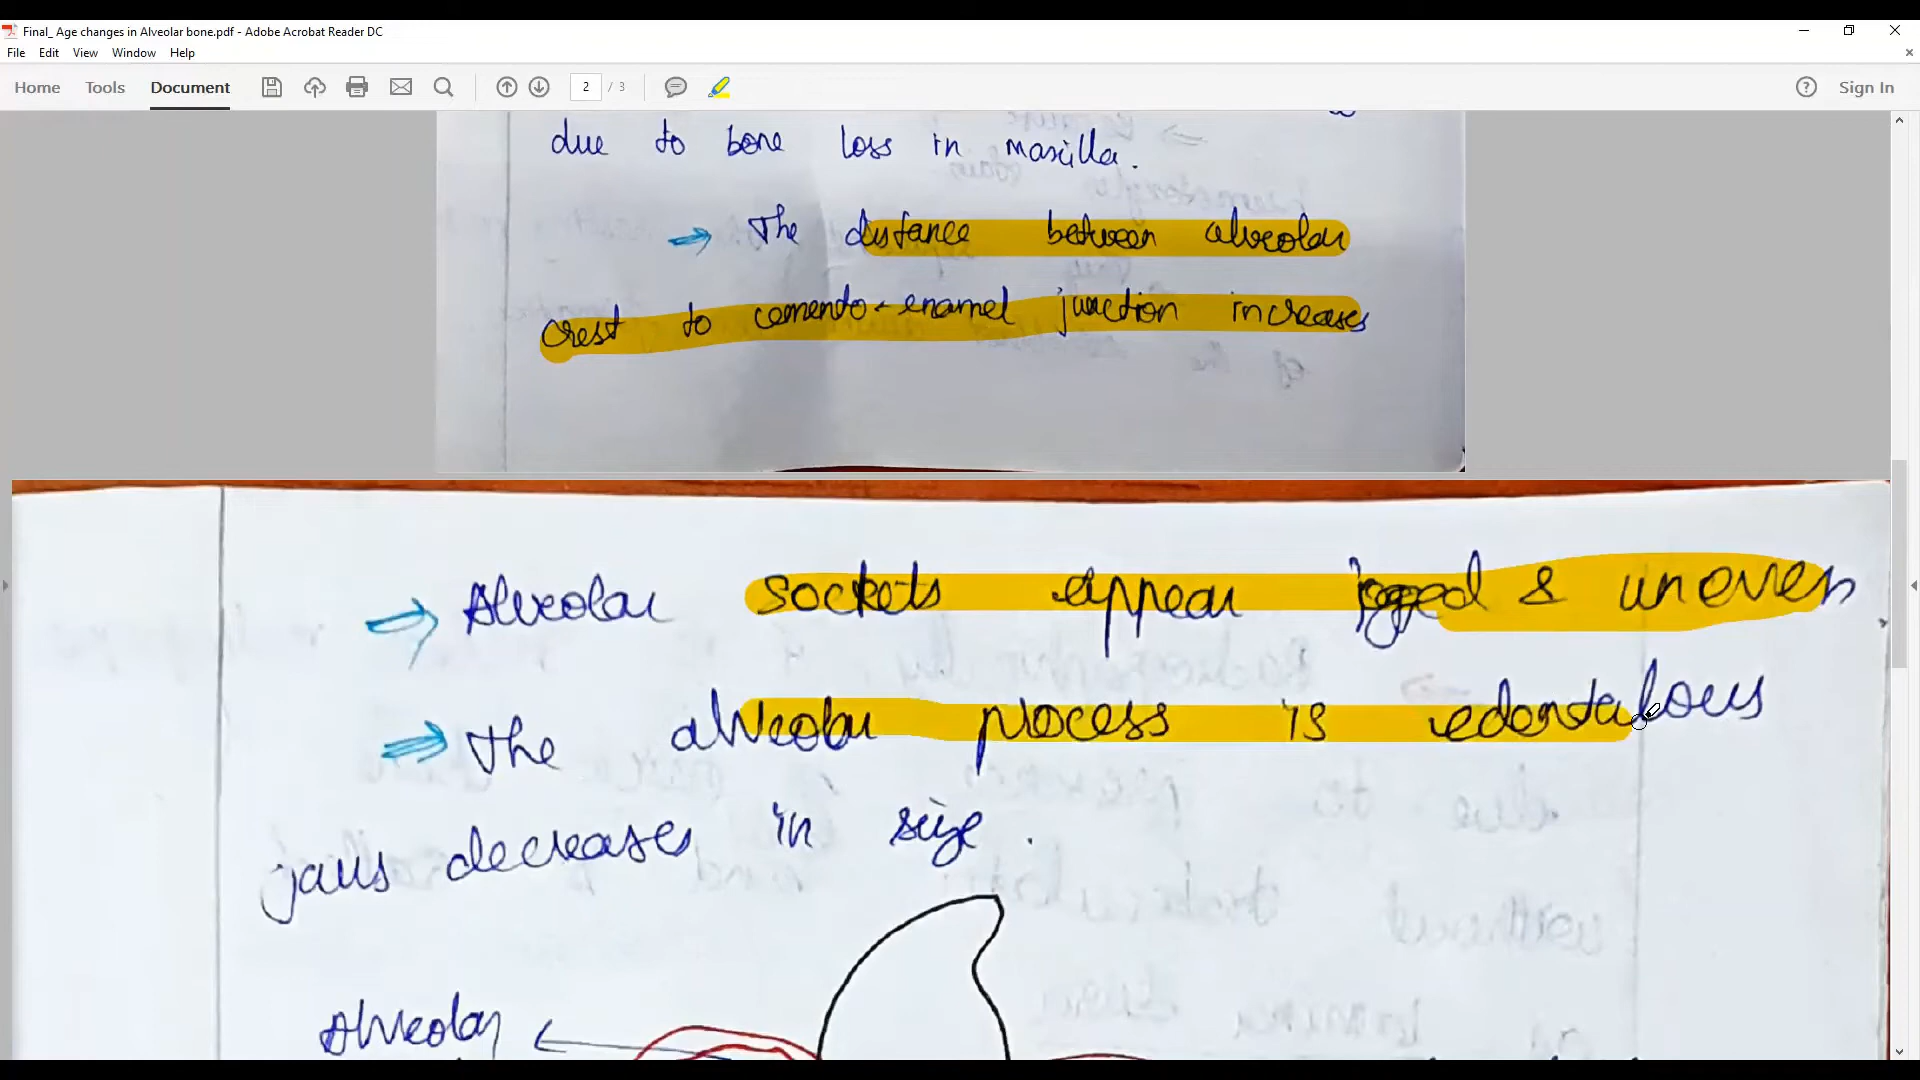 Final_ Age changes in Alveolar bone.pdf - Adobe Acrobat Reader DC
File Edit View Window Help
Home Tools Document 2 / 3 Sign In
due to bone loss in maxilla.
→ The distance between alveolar
crest to cemento-enamel junction increases
→ Alveolar sockets appear jagged & uneven
⇒ The alveolar process is edentulous
jaws decreases in size.
Alveolar